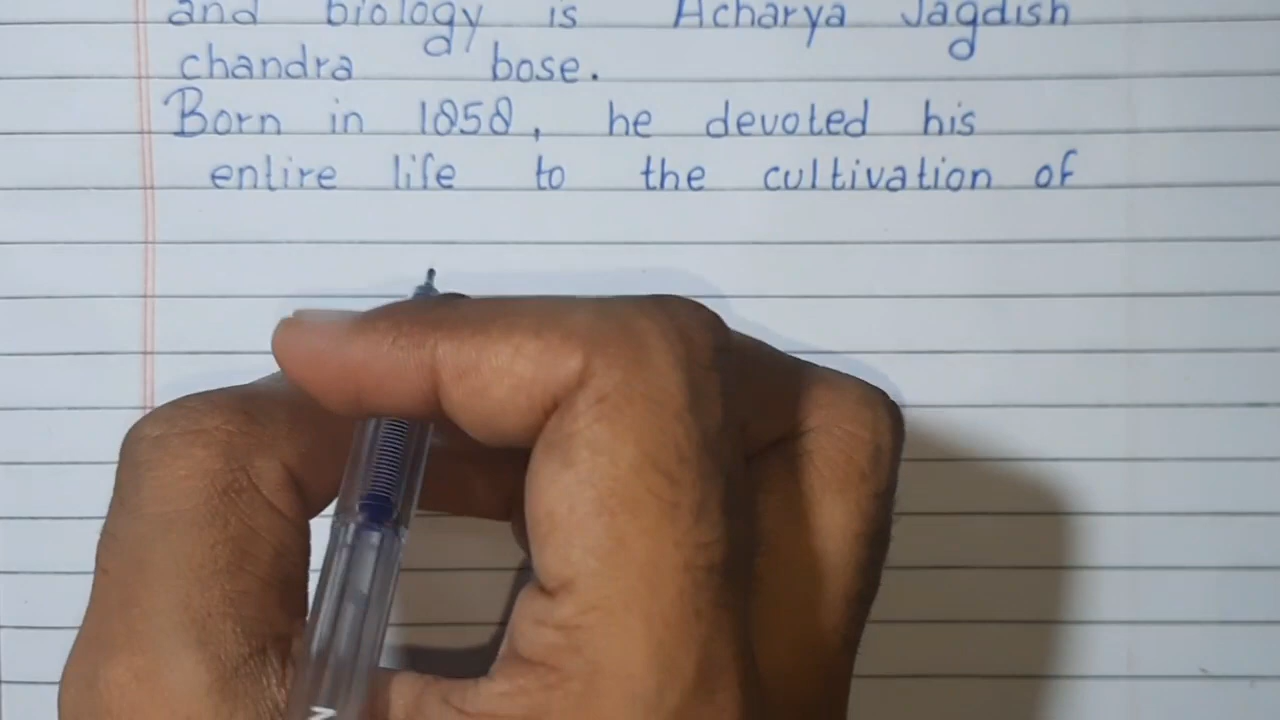 and biology is Acharya Jagdish
chandra bose.
Born in 1858, he devoted his
entire life to the cultivation of